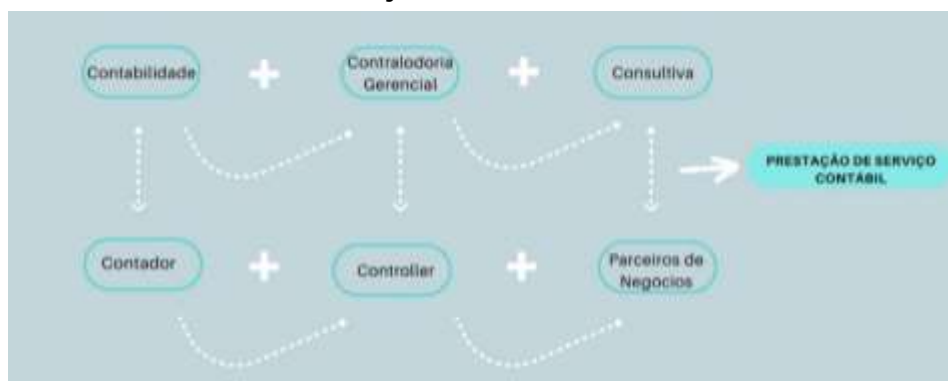 Contabilidade
+
Contralodoria
Gerencial
+
Consultiva
PRESTAÇÃO DE SERVIÇO
CONTÁBIL
Contador
+
Controller
+
Parceiros de
Negocios